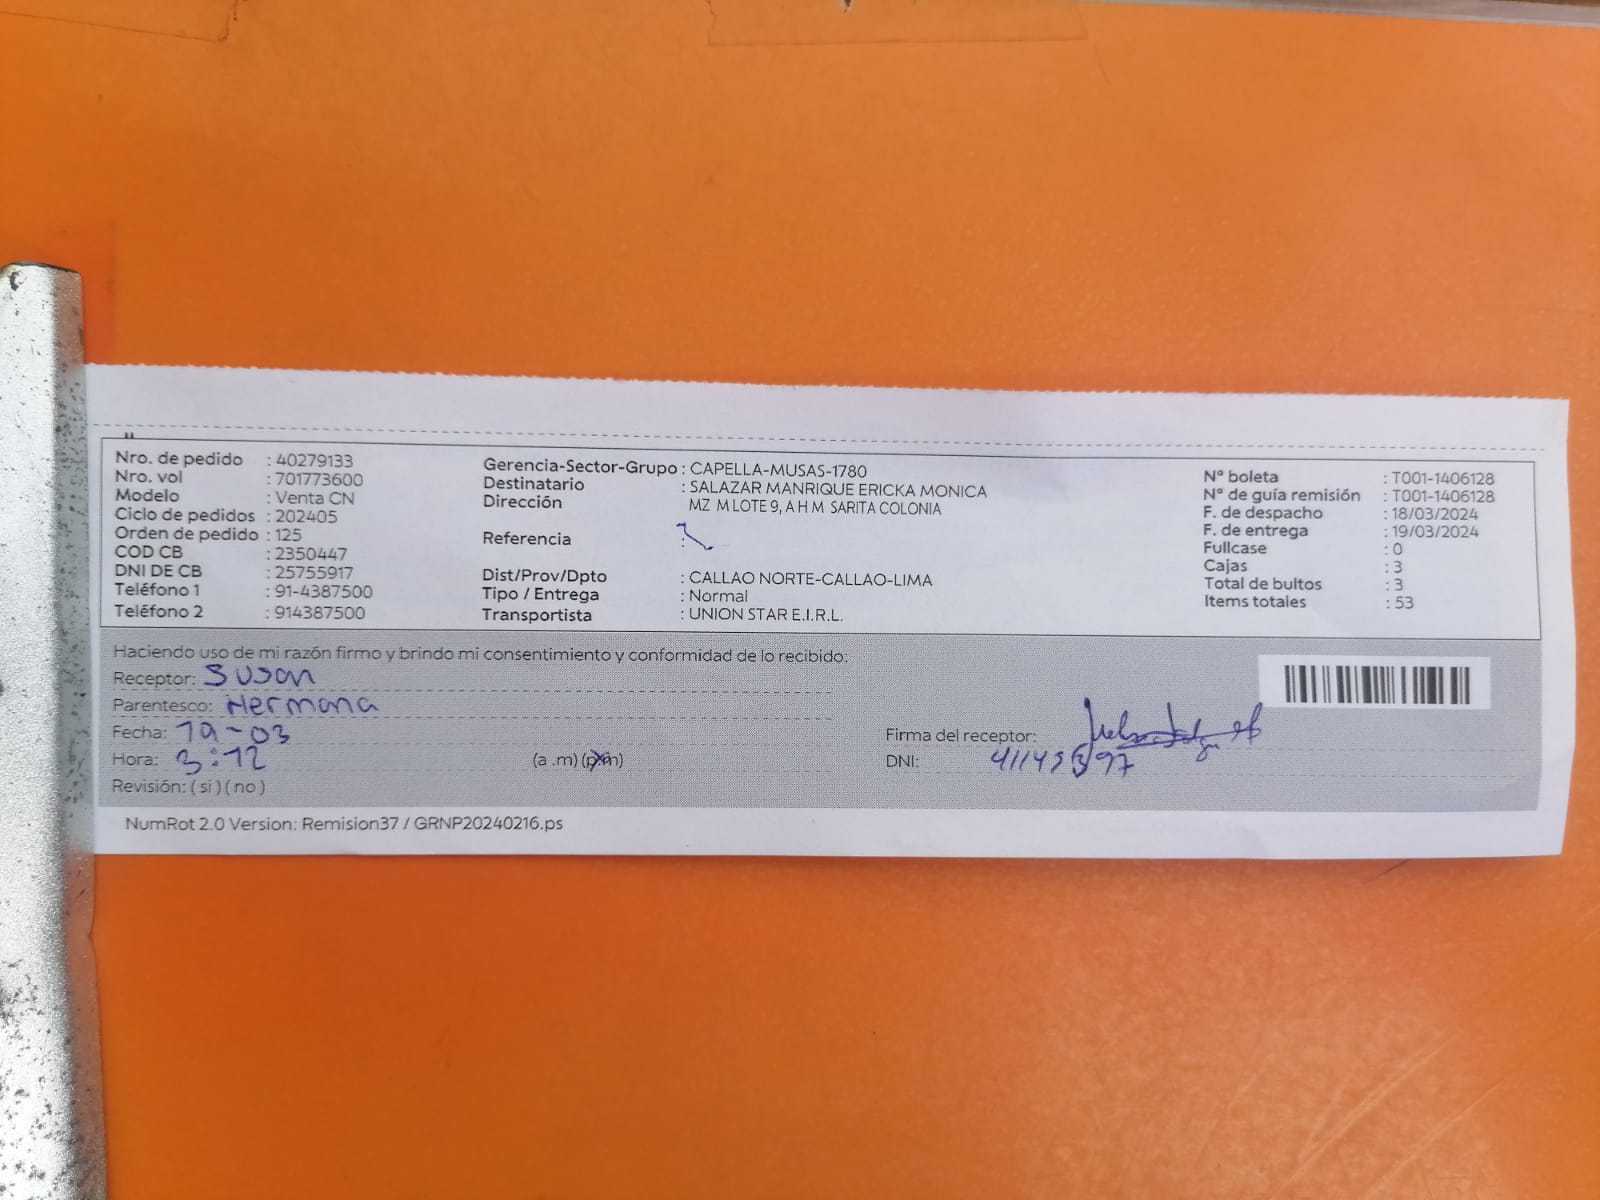 Nro. de pedido : 40279133
Nro. vol : 701773600
Modelo : Venta CN
Ciclo de pedidos : 202405
Orden de pedido : 125
COD CB : 2350447
DNI DE CB : 25755917
Teléfono 1 : 91-4387500
Teléfono 2 : 914387500
Gerencia-Sector-Grupo : CAPELLA-MUSAS-1780
Destinatario : SALAZAR MANRIQUE ERICKA MONICA
Dirección MZ M LOTE 9, A H M SARITA COLONIA
Referencia :
Dist/Prov/Dpto : CALLAO NORTE-CALLAO-LIMA
Tipo / Entrega : Normal
Transportista : UNION STAR E.I.R.L.
N° boleta : T001-1406128
N° de guía remisión : T001-1406128
F. de despacho : 18/03/2024
F. de entrega : 19/03/2024
Fullcase : 0
Cajas : 3
Total de bultos : 3
Items totales : 53
Haciendo uso de mi razón firmo y brindo mi consentimiento y conformidad de lo recibido:
Receptor: Susan
Parentesco: Hermana
Fecha: 19-03
Hora: 3:12 (a .m) (p.m)
Revisión: ( si ) ( no )
Firma del receptor:
DNI:
NumRot 2.0 Version: Remision37 / GRNP20240216.ps